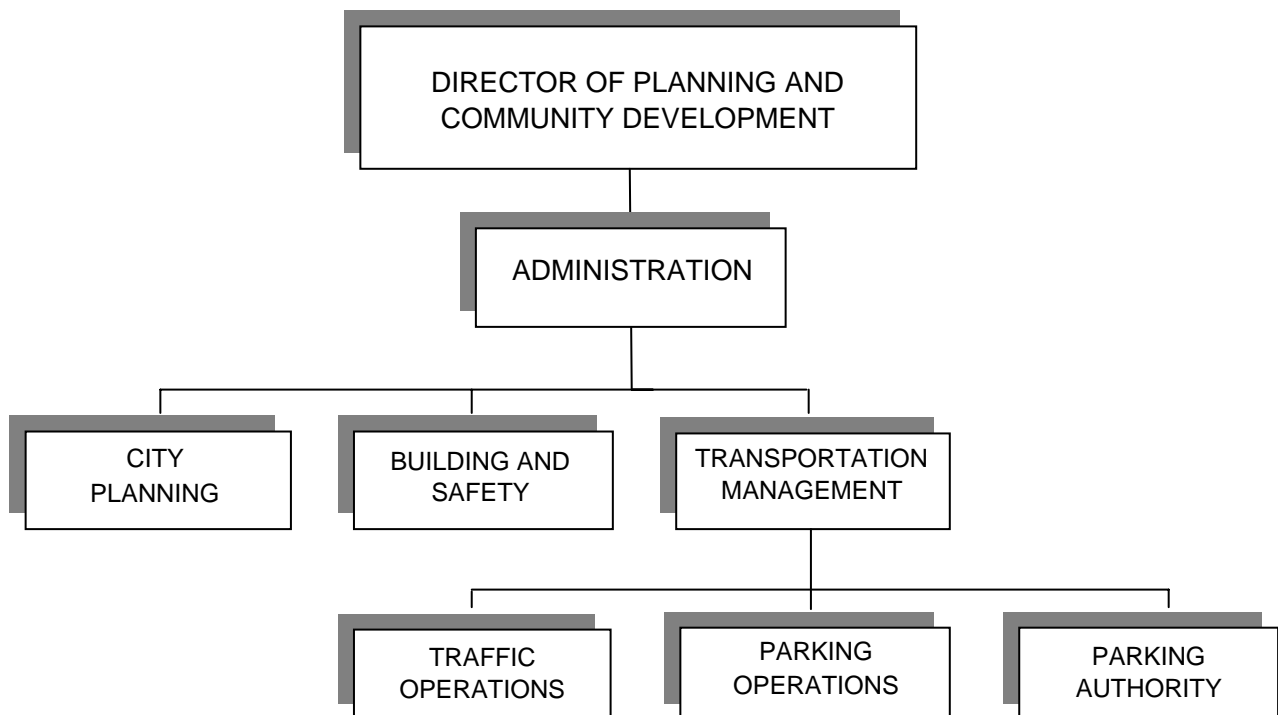 DIRECTOR OF PLANNING AND
COMMUNITY DEVELOPMENT
ADMINISTRATION
CITY
PLANNING
BUILDING AND
SAFETY
TRANSPORTATION
MANAGEMENT
TRAFFIC
OPERATIONS
PARKING
OPERATIONS
PARKING
AUTHORITY